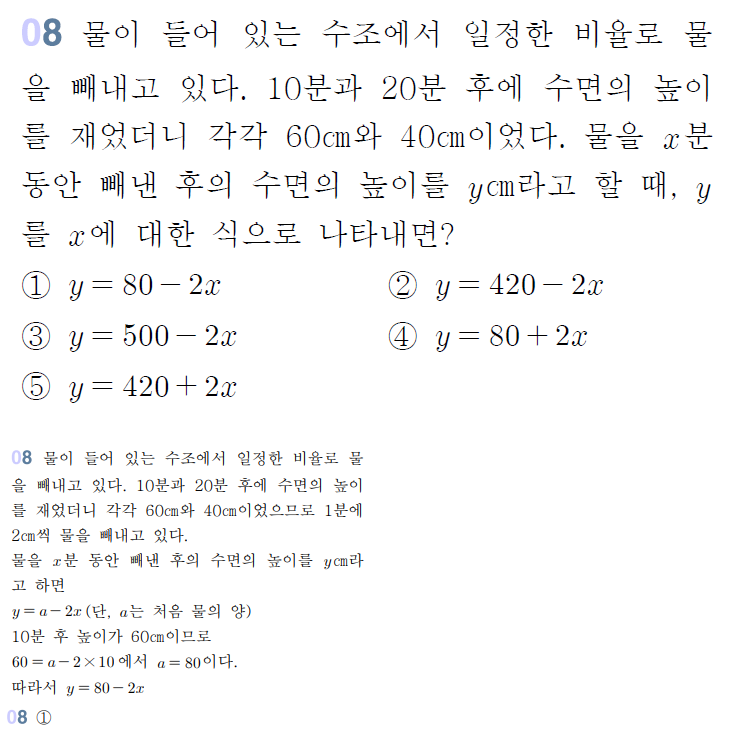 08 물이 들어 있는 수조에서 일정한 비율로 물
을 빼내고 있다. 10분과 20분 후에 수면의 높이
를 재었더니 각각 60㎝와 40㎝이었다. 물을 x분
동안 빼낸 후의 수면의 높이를 y㎝라고 할 때, y
를 x에 대한 식으로 나타내면?
① y = 80 - 2x ② y = 420 - 2x
③ y = 500 - 2x ④ y = 80 + 2x
⑤ y = 420 + 2x
08 물이 들어 있는 수조에서 일정한 비율로 물
을 빼내고 있다. 10분과 20분 후에 수면의 높이
를 재었더니 각각 60㎝와 40㎝이었으므로 1분에
2㎝씩 물을 빼내고 있다.
물을 x분 동안 빼낸 후의 수면의 높이를 y㎝라
고 하면
y = a - 2x (단, a는 처음 물의 양)
10분 후 높이가 60㎝이므로
60 = a - 2×10 에서 a = 80이다.
따라서 y = 80 - 2x
08 ①